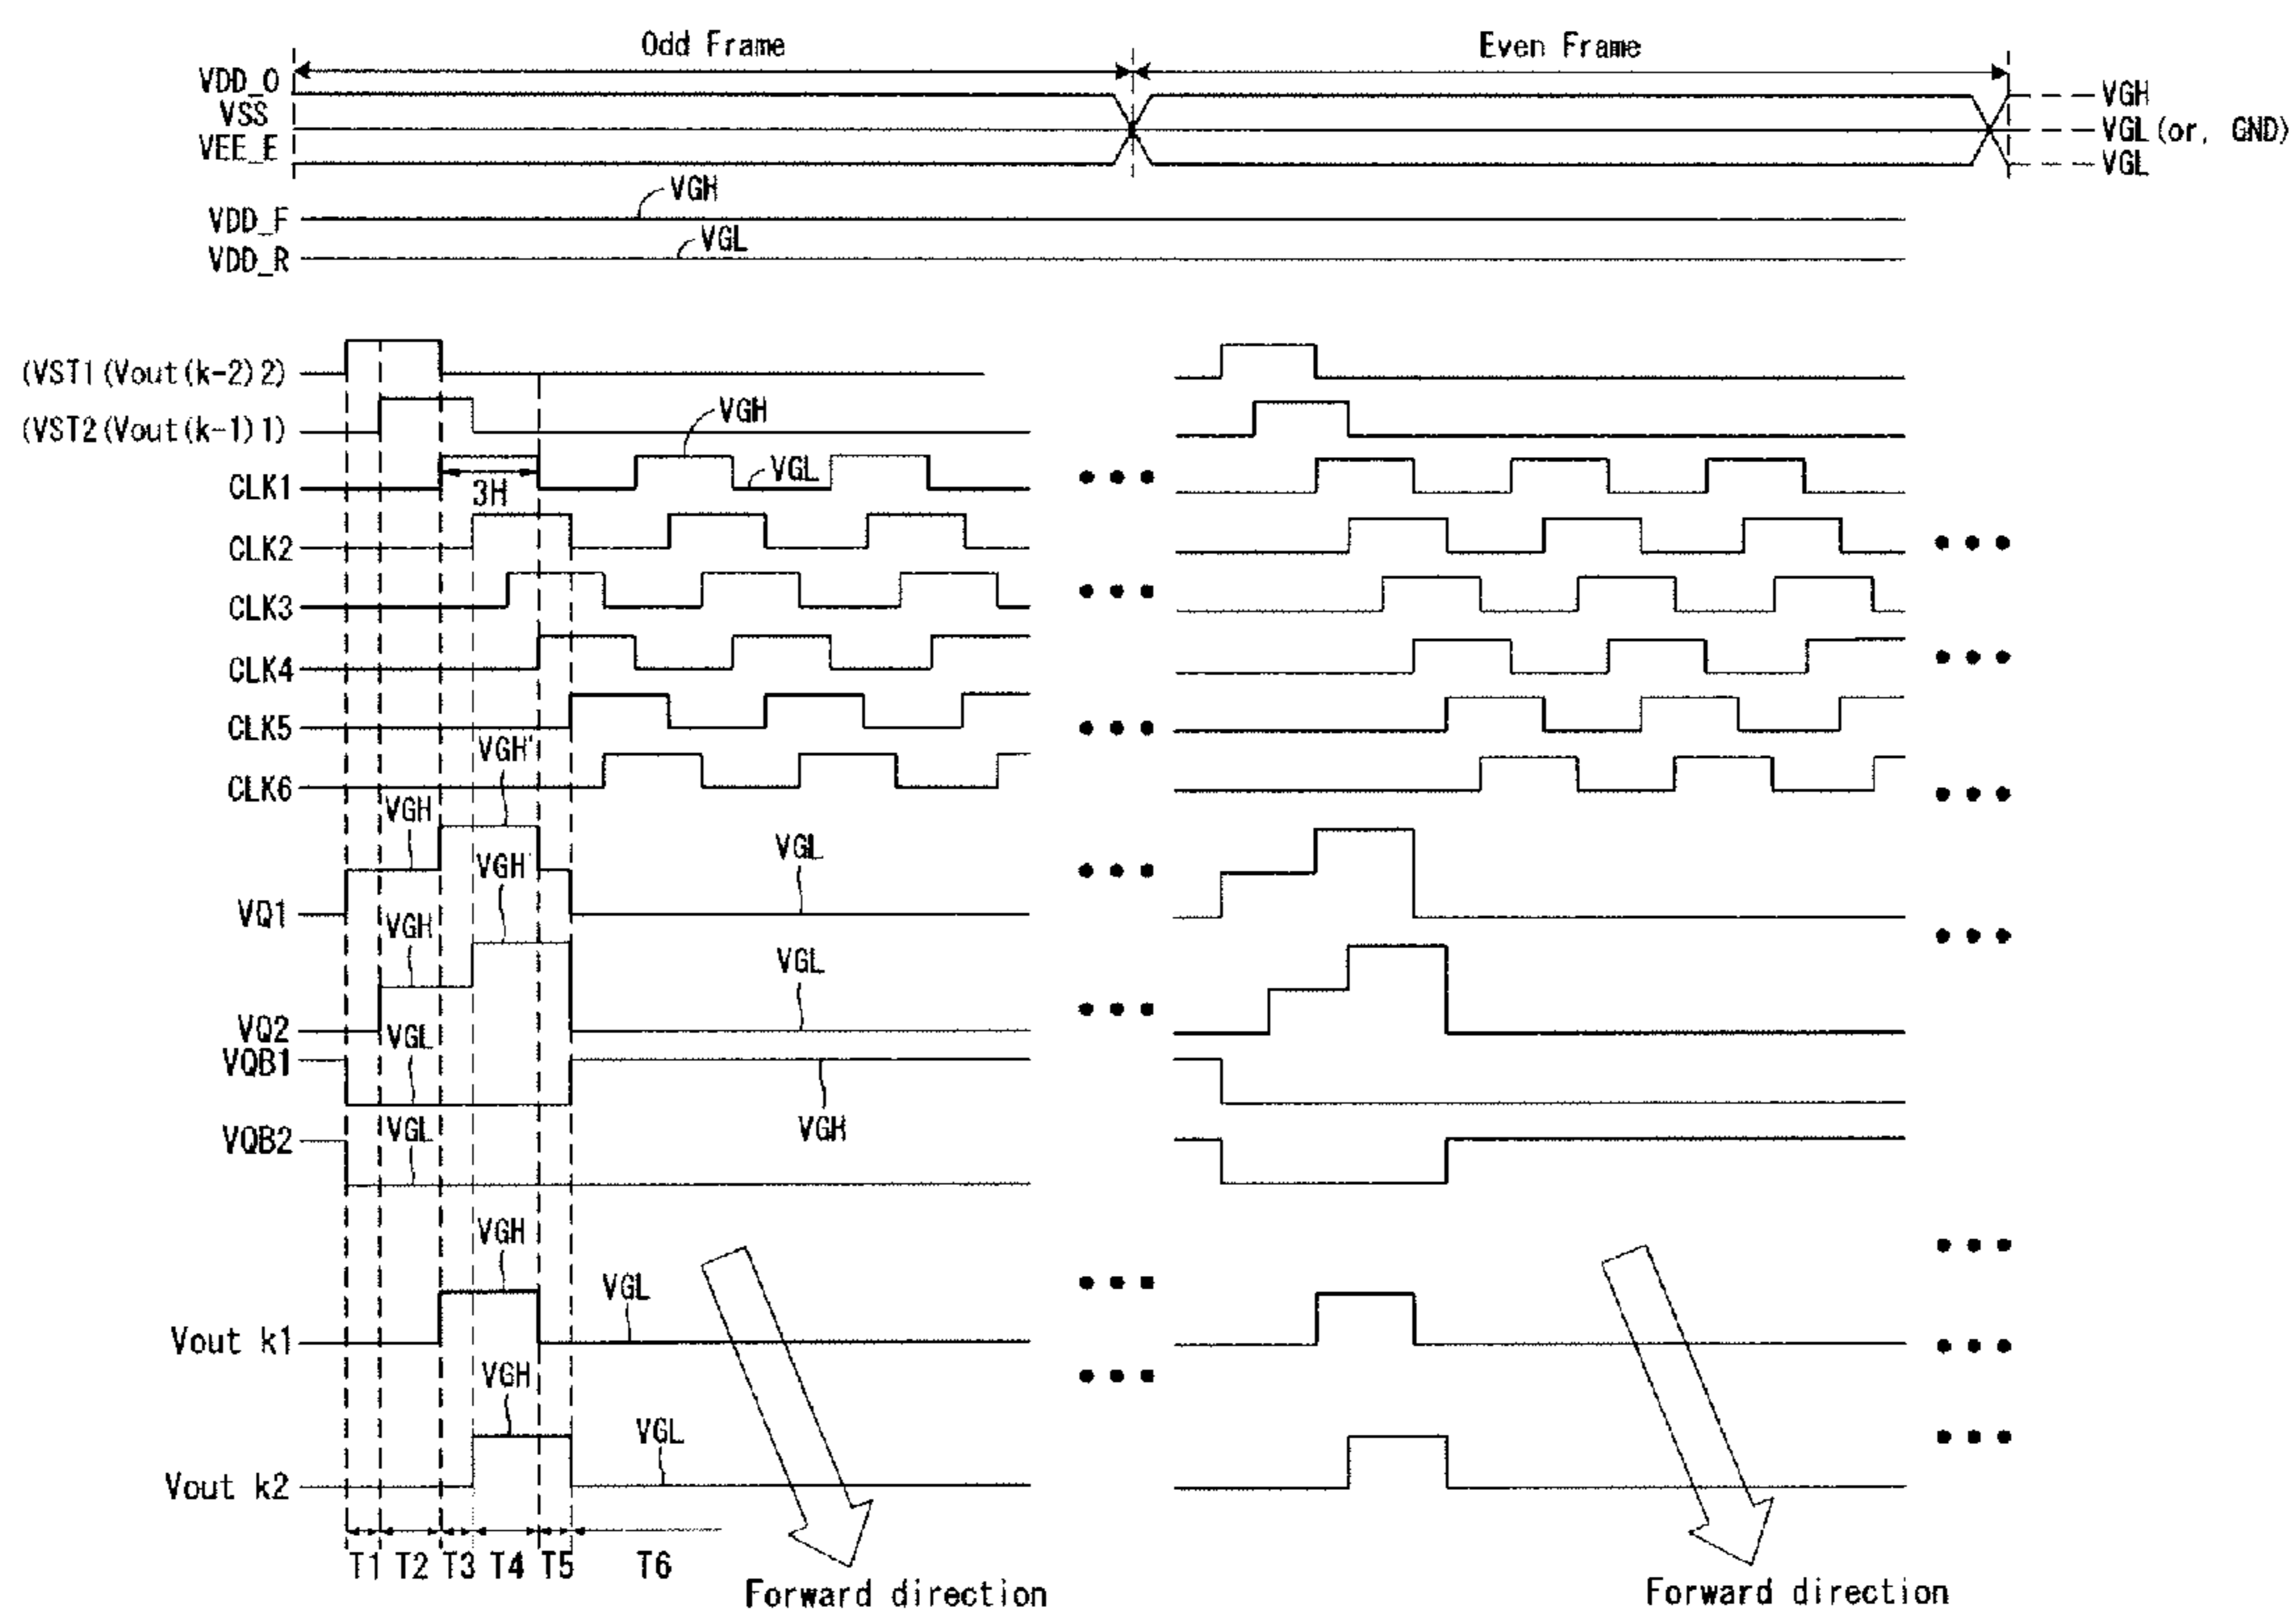 Odd Frame
Even Frame
VDD_O
VSS
VEE_E
VGH
VGL (or, GND)
VGL
VDD_F
VGH
VDD_R
VGL
(VST1(Vout(k-2)2)
(VST2(Vout(k-1)1)
VGH
CLK1
3H
VGL
CLK2
CLK3
CLK4
CLK5
VGH'
CLK6
VGH
VGH'
VGL
VQ1
VGH
VGL
VQ2
VGL
VQB1
VGH
VQB2
VGL
VGH
VGL
Vout k1
VGH
VGL
Vout k2
T1 T2 T3 T4 T5 T6
Forward direction
Forward direction